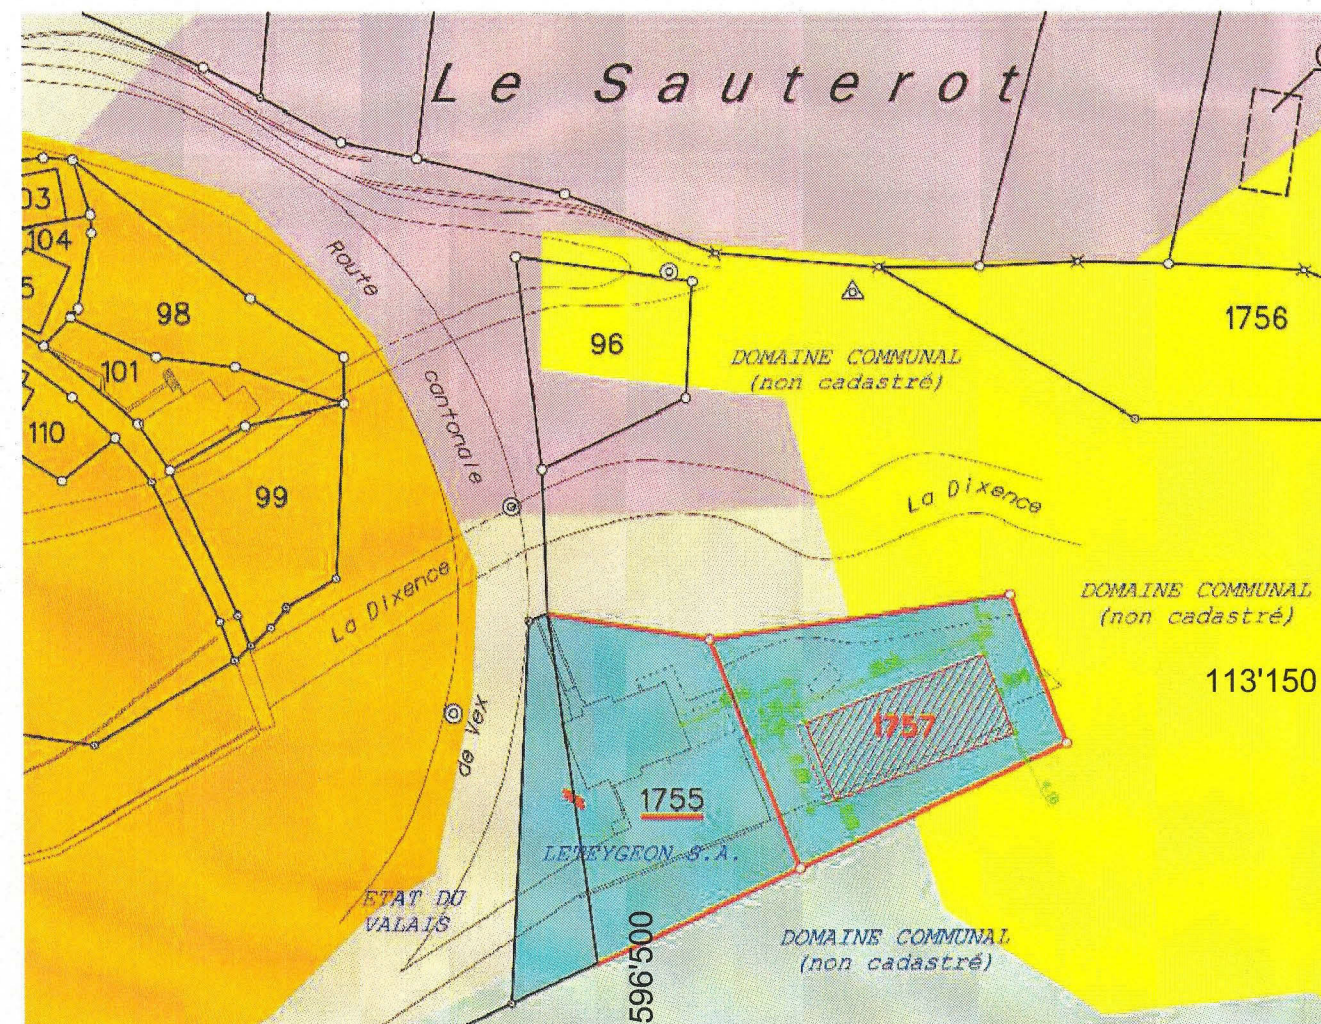 Le Sauterot
03
104
5
98
101
110
99
Route
cantonale
de Vex
96
DOMAINE COMMUNAL
(non cadastré)
1756
La Dixence
La Dixence
DOMAINE COMMUNAL
(non cadastré)
113'150
1757
1755
LETEYGEON S.A.
ETAT DU
VALAIS
DOMAINE COMMUNAL
(non cadastré)
596'500